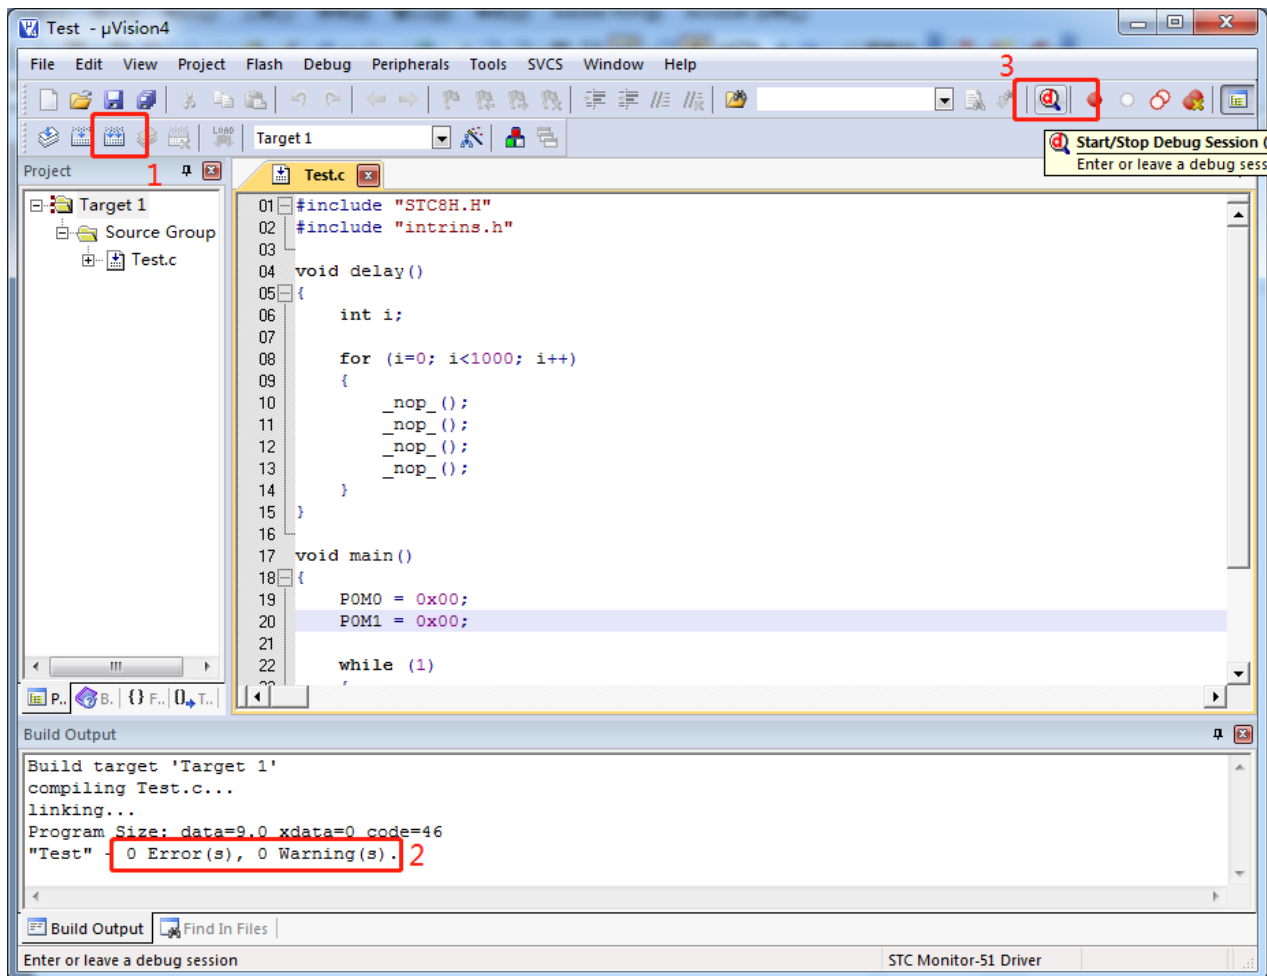 Test - µVision4
File Edit View Project Flash Debug Peripherals Tools SVCS Window Help
3
LOAD Target 1
Start/Stop Debug Session (
Enter or leave a debug sess
Project
1
Test.c
Target 1
Source Group
Test.c
01 #include "STC8H.H"
02 #include "intrins.h"
03
04 void delay()
05 {
06 int i;
07
08 for (i=0; i<1000; i++)
09 {
10 _nop_();
11 _nop_();
12 _nop_();
13 _nop_();
14 }
15 }
16
17 void main()
18 {
19 P0M0 = 0x00;
20 P0M1 = 0x00;
21
22 while (1)
23 {
P.. B. {} F.. T..
Build Output
Build target 'Target 1'
compiling Test.c...
linking...
Program Size: data=9.0 xdata=0 code=46
"Test" - 0 Error(s), 0 Warning(s).
2
Build Output Find In Files
Enter or leave a debug session STC Monitor-51 Driver